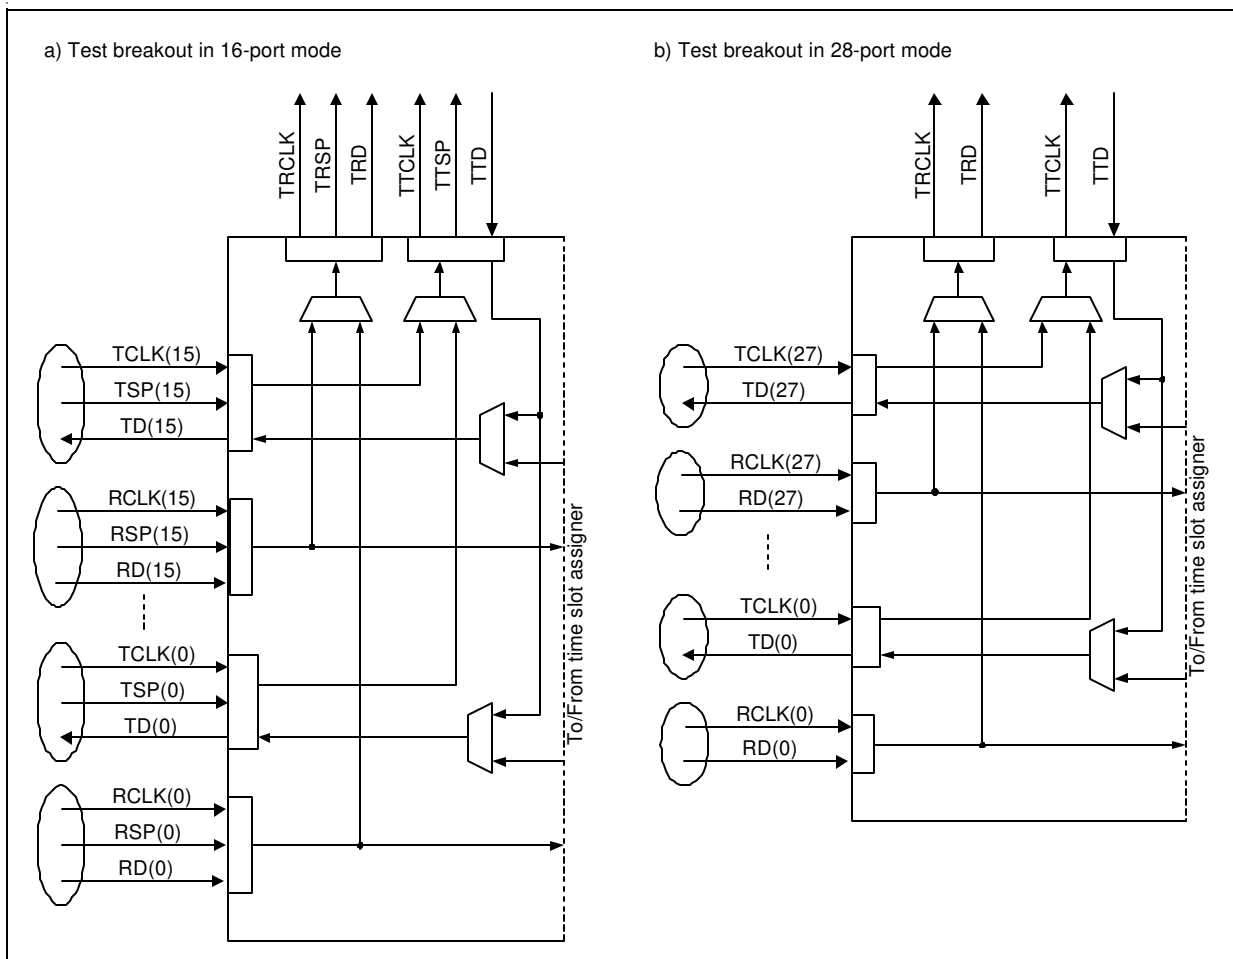 a) Test breakout in 16-port mode
TRCLK
TRSP
TRD
TTCLK
TTSP
TTD
TCLK(15)
TSP(15)
TD(15)
RCLK(15)
RSP(15)
RD(15)
TCLK(0)
TSP(0)
TD(0)
RCLK(0)
RSP(0)
RD(0)
To/From time slot assigner
b) Test breakout in 28-port mode
TRCLK
TRD
TTCLK
TTD
TCLK(27)
TD(27)
RCLK(27)
RD(27)
TCLK(0)
TD(0)
RCLK(0)
RD(0)
To/From time slot assigner